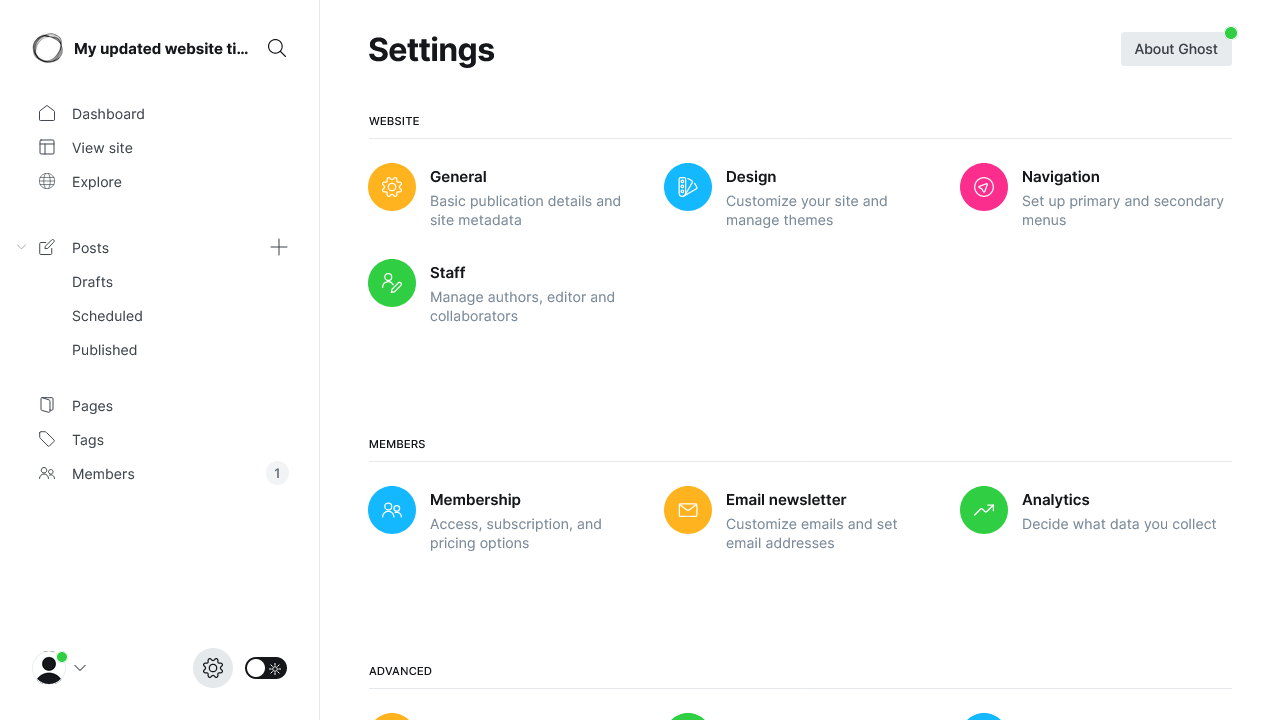 My updated website ti...
Dashboard
View site
Explore
Posts
Drafts
Scheduled
Published
Pages
Tags
Members
1
Settings
About Ghost
WEBSITE
General
Basic publication details and
site metadata
Design
Customize your site and
manage themes
Navigation
Set up primary and secondary
menus
Staff
Manage authors, editor and
collaborators
MEMBERS
Membership
Access, subscription, and
pricing options
Email newsletter
Customize emails and set
email addresses
Analytics
Decide what data you collect
ADVANCED